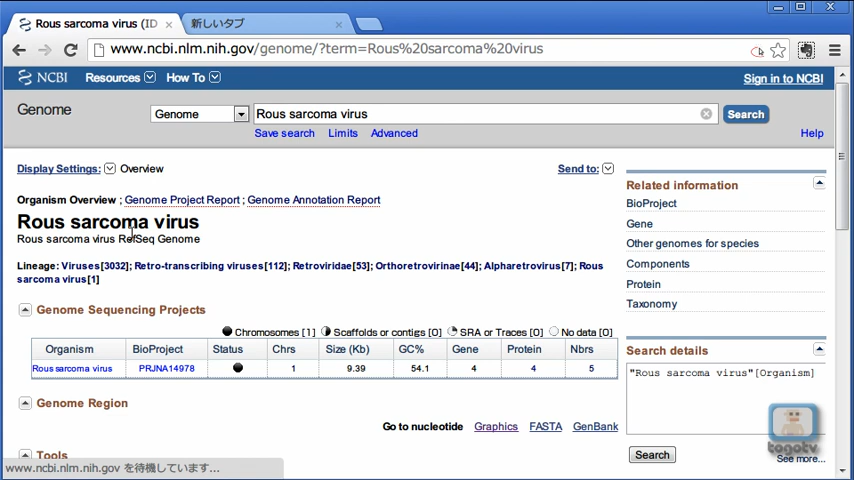 Rous sarcoma virus (ID
新しいタブ
www.ncbi.nlm.nih.gov/genome/?term=Rous%20sarcoma%20virus
NCBI Resources How To Sign in to NCBI
Genome
Genome Rous sarcoma virus Search
Save search Limits Advanced Help
Display Settings: Overview Send to:
Organism Overview ; Genome Project Report ; Genome Annotation Report
Rous sarcoma virus
Rous sarcoma virus RefSeq Genome
Lineage: Viruses[3032]; Retro-transcribing viruses[112]; Retroviridae[53]; Orthoretrovirinae[44]; Alpharetrovirus[7]; Rous
sarcoma virus[1]
Genome Sequencing Projects
Chromosomes [1] Scaffolds or contigs [0] SRA or Traces [0] No data [0]
Organism BioProject Status Chrs Size (Kb) GC% Gene Protein Nbrs
Rous sarcoma virus PRJNA14978 1 9.39 54.1 4 4 5
Genome Region
Go to nucleotide Graphics FASTA GenBank
Tools
www.ncbi.nlm.nih.gov を待機しています...
Related information
BioProject
Gene
Other genomes for species
Components
Protein
Taxonomy
Search details
"Rous sarcoma virus"[Organism]
Search
See more...
togotv